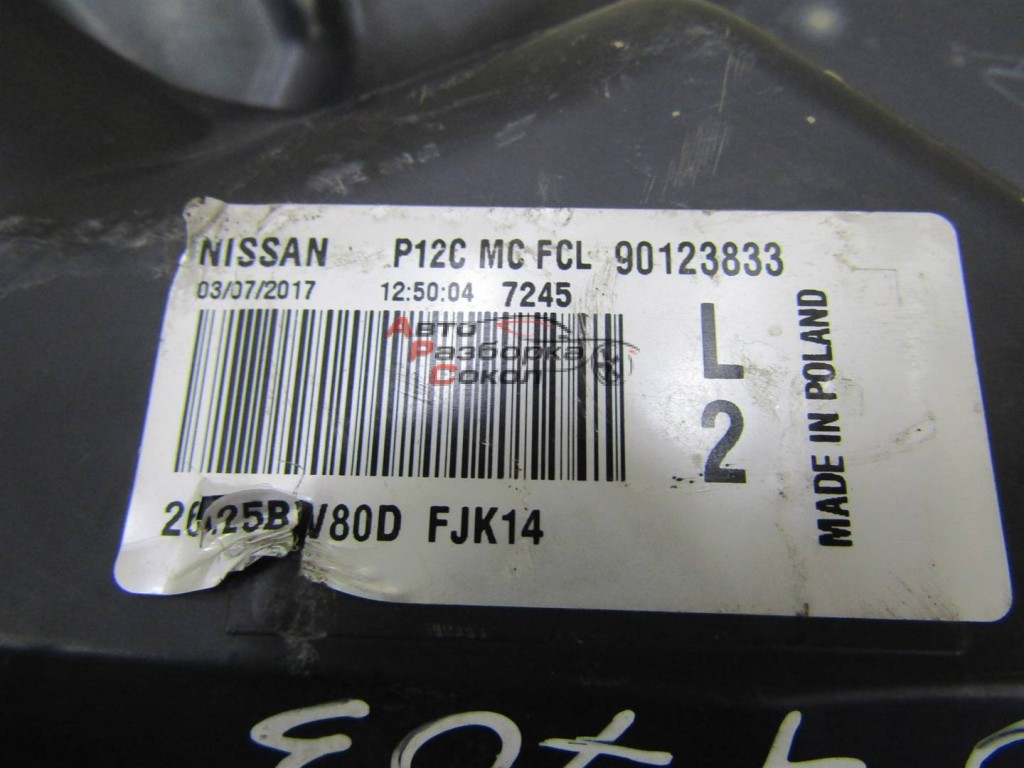 NISSAN P12C MC FCL 90123833
03/07/2017 12:50:04 7245
L
2
MADE IN POLAND
Авто
Разборка
Сокол
FJK14